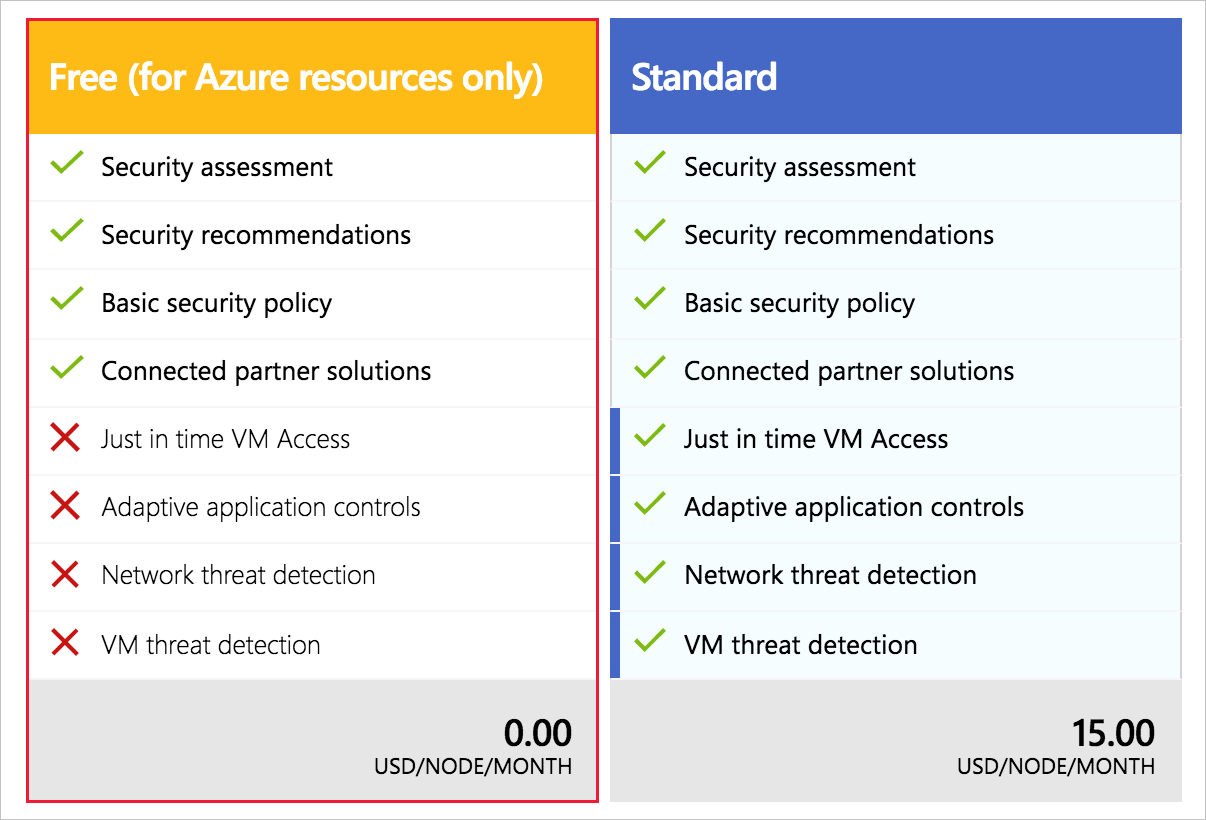 Free (for Azure resources only)
Security assessment
Security recommendations
Basic security policy
Connected partner solutions
Just in time VM Access
Adaptive application controls
Network threat detection
VM threat detection
0.00
USD/NODE/MONTH
Standard
Security assessment
Security recommendations
Basic security policy
Connected partner solutions
Just in time VM Access
Adaptive application controls
Network threat detection
VM threat detection
15.00
USD/NODE/MONTH